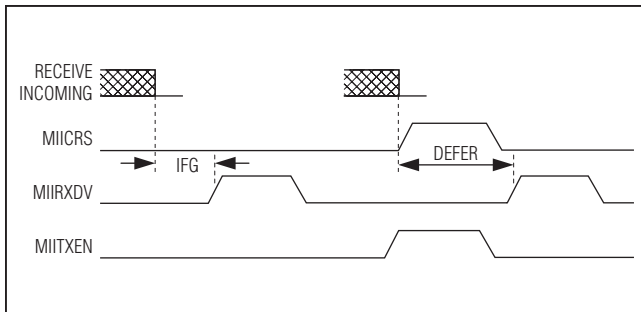 RECEIVE
INCOMING
MIICRS
IFG
DEFER
MIIRXDV
MIITXEN